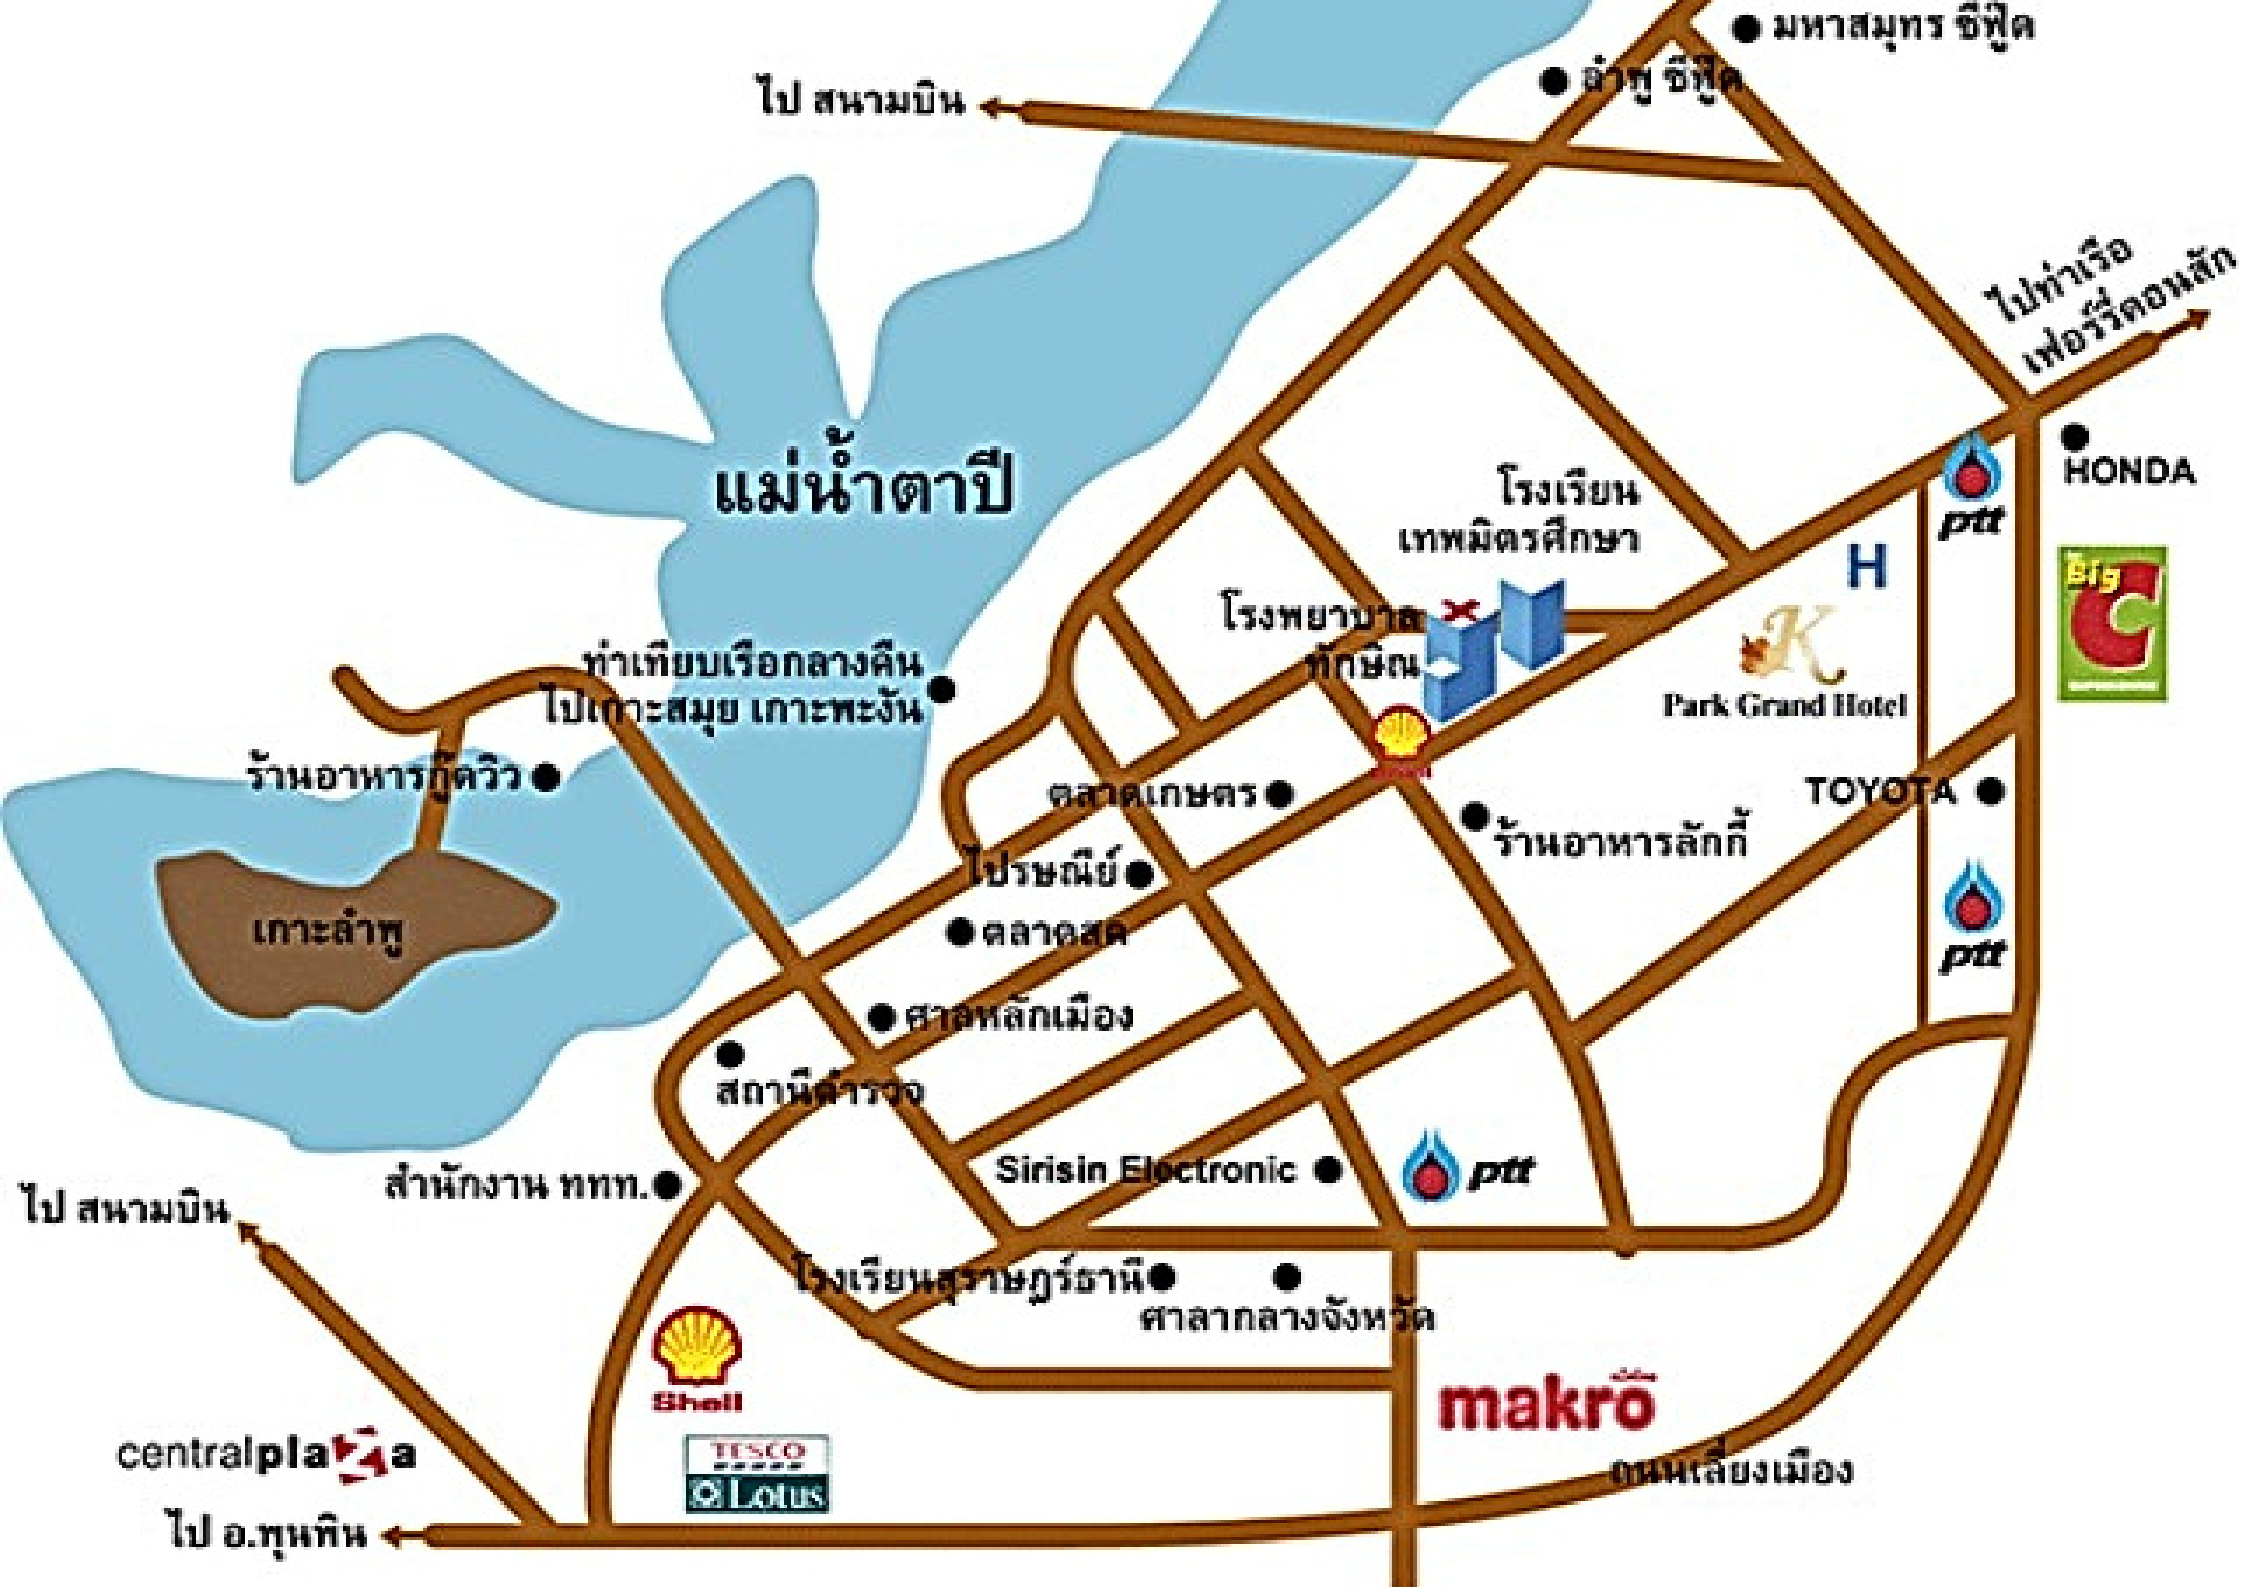 มหาสมุทร ซีฟู๊ด
ลำพู ซีฟู๊ด
ไป สนามบิน
ไปท่าเรือ
เฟอร์รี่ดอนสัก
HONDA
ptt
แม่น้ำตาปี
โรงเรียน
เทพมิตรศึกษา
H
Big
C
โรงพยาบาล
ทักษิณ
K
Park Grand Hotel
ท่าเทียบเรือกลางคืน
ไปเกาะสมุย เกาะพะงัน
Shell
ร้านอาหารกู๊ดวิว
ตลาดเกษตร
TOYOTA
ร้านอาหารลักกี้
ไปรษณีย์
ตลาดสด
เกาะลำพู
ptt
ศาลหลักเมือง
สถานีตำรวจ
Sirisin Electronic
ptt
สำนักงาน ททท.
ไป สนามบิน
โรงเรียนสุราษฎร์ธานี
ศาลากลางจังหวัด
Shell
makro
centralplaza
TESCO
Lotus
ถนนเลี่ยงเมือง
ไป อ.พุนพิน